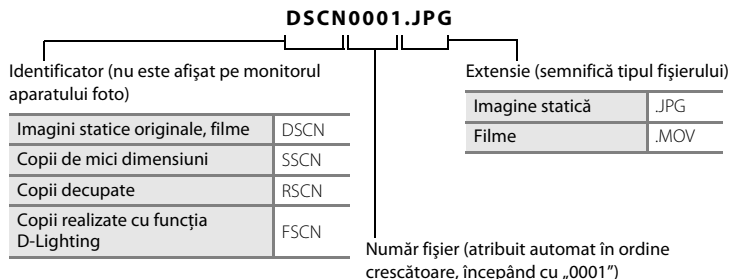 DSCN0001.JPG
Identificator (nu este afişat pe monitorul
aparatului foto)
Imagini statice originale, filme DSCN
Copii de mici dimensiuni SSCN
Copii decupate RSCN
Copii realizate cu funcţia
D-Lighting FSCN
Extensie (semnifică tipul fişierului)
Imagine statică .JPG
Filme .MOV
Număr fişier (atribuit automat în ordine
crescătoare, începând cu „0001”)